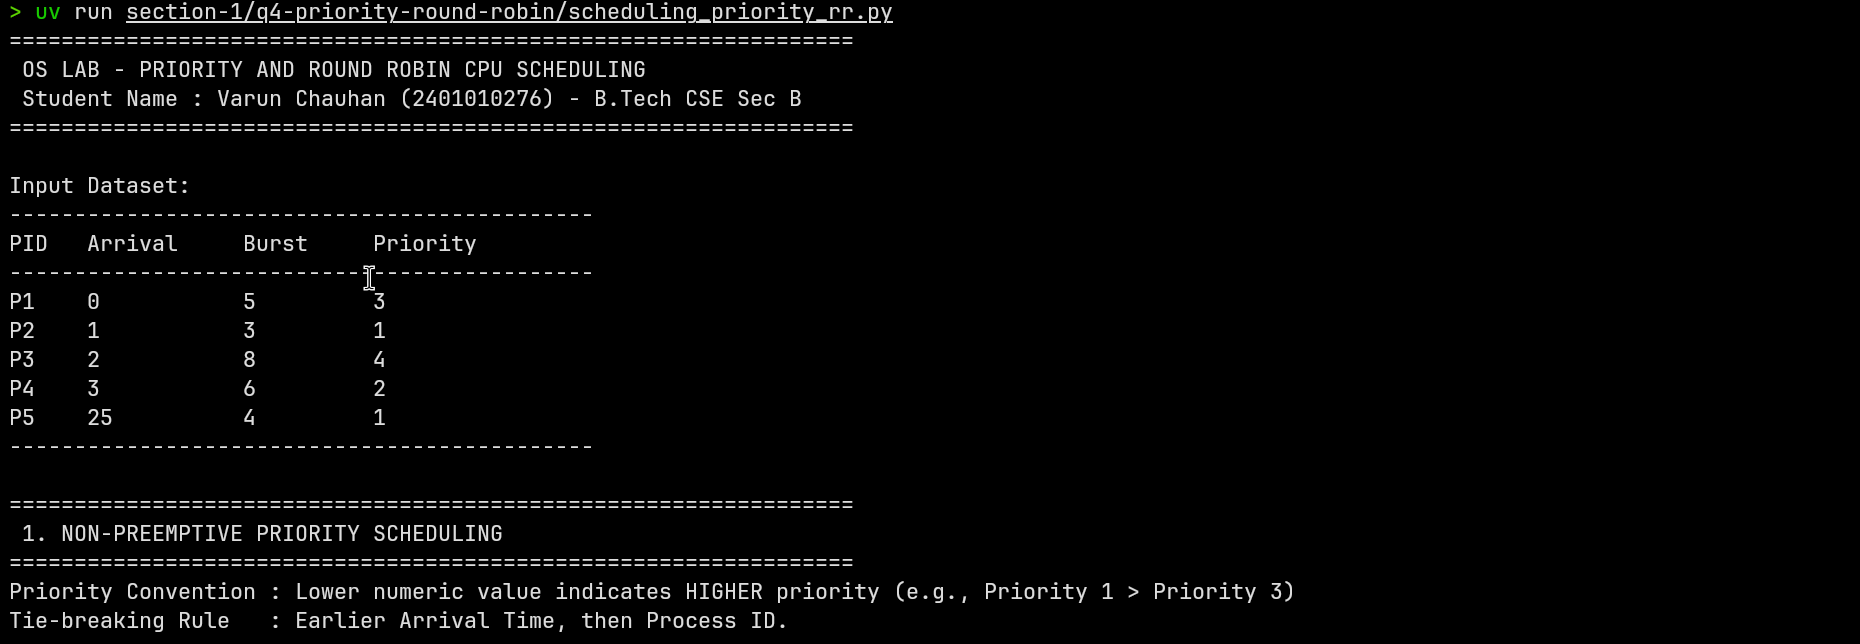 > uv run section-1/q4-priority-round-robin/scheduling_priority_rr.py
=================================================================
 OS LAB - PRIORITY AND ROUND ROBIN CPU SCHEDULING
 Student Name : Varun Chauhan (2401010276) - B.Tech CSE Sec B
=================================================================

Input Dataset:
---------------------------------------------
PID   Arrival     Burst     Priority
---------------------------------------------
P1    0           5         3
P2    1           3         1
P3    2           8         4
P4    3           6         2
P5    25          4         1
---------------------------------------------

=================================================================
 1. NON-PREEMPTIVE PRIORITY SCHEDULING
=================================================================
Priority Convention : Lower numeric value indicates HIGHER priority (e.g., Priority 1 > Priority 3)
Tie-breaking Rule   : Earlier Arrival Time, then Process ID.